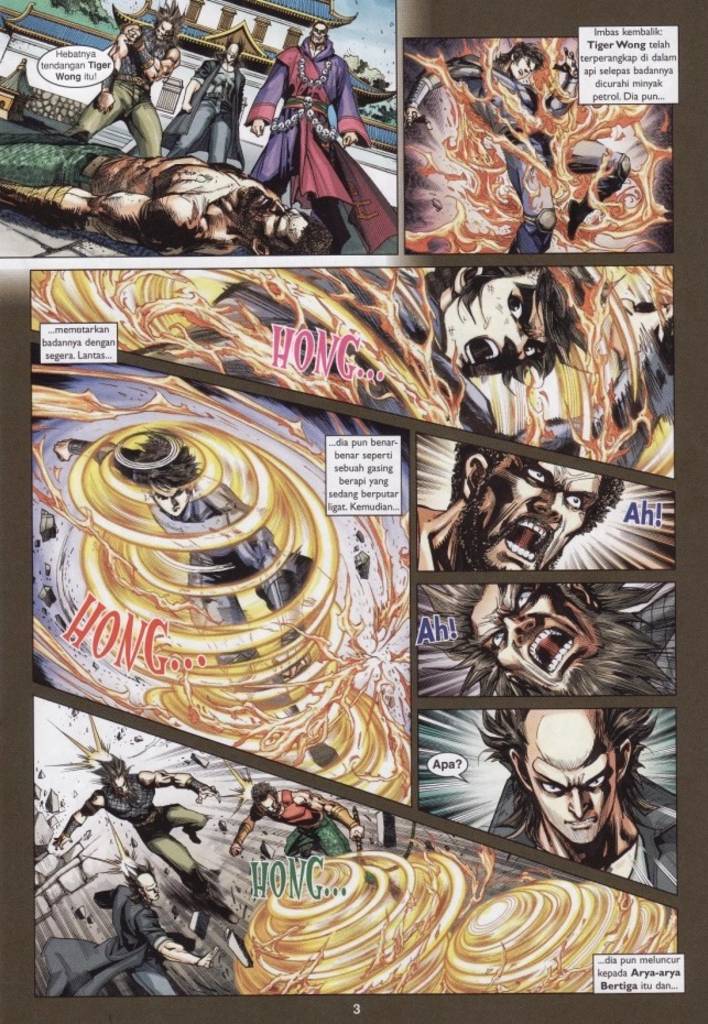 Hebatnya
tendangan Tiger
Wong itu!
Imbas kembalik:
Tiger Wong telah
terperangkap di dalam
api selepas badannya
dicurahi minyak
petrol. Dia pun...
...memotarkan
badannya dengan
segera. Lantas...
HONG...
...dia pun benar-
benar seperti
sebuah gasing
berapi yang
sedang berputar
ligat. Kemudian...
HONG...
Ah!
Ah!
Apa?
HONG...
...dia pun meluncur
kepada Arya-arya
Bertiga itu dan...
3